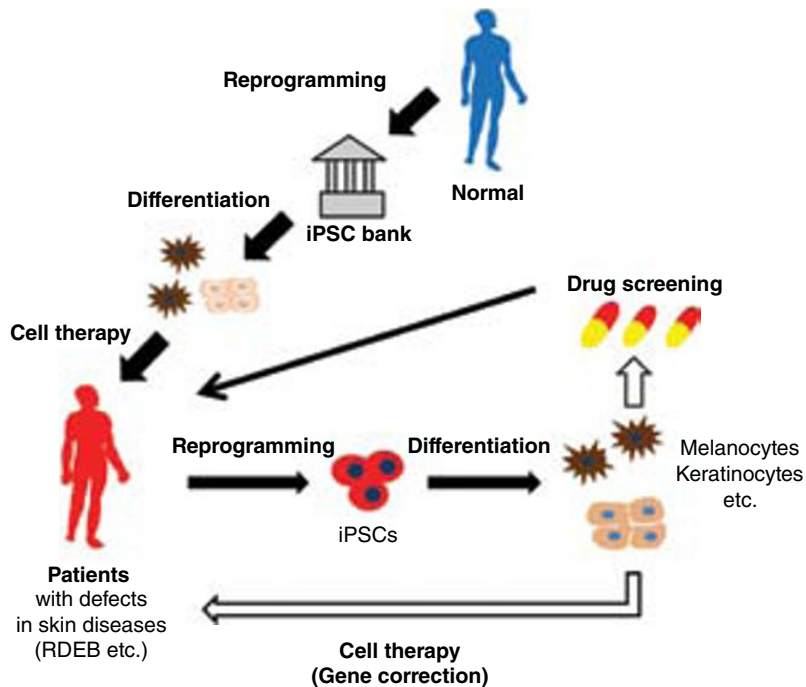 Reprogramming
Normal
Differentiation
iPSC bank
Drug screening
Cell therapy
Reprogramming
Differentiation
Melanocytes
Keratinocytes
etc.
iPSCs
Patients
with defects
in skin diseases
(RDEB etc.)
Cell therapy
(Gene correction)